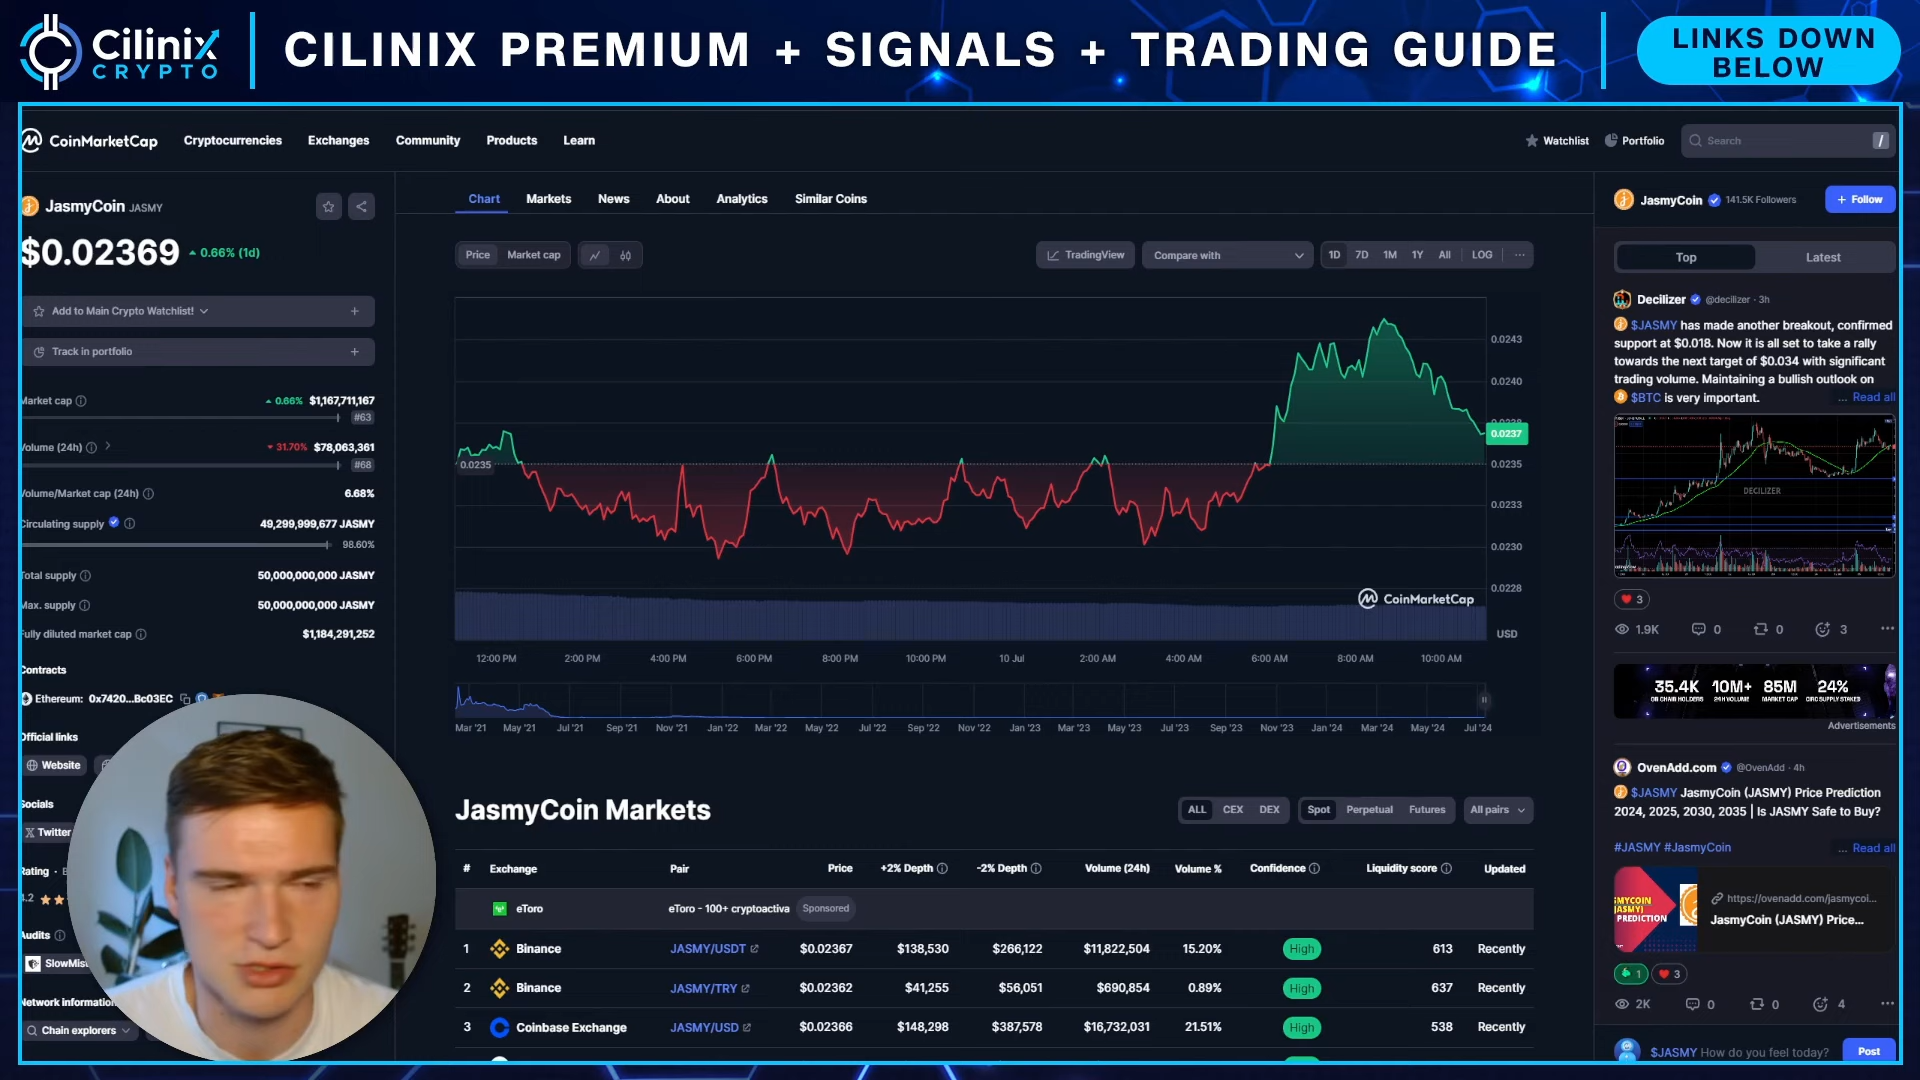 Cilinix
CRYPTO
CILINIX PREMIUM + SIGNALS + TRADING GUIDE
LINKS DOWN
BELOW
CoinMarketCap
Cryptocurrencies
Exchanges
Community
Products
Learn
Watchlist
Portfolio
Search
/
JasmyCoin JASMY
$0.02369
0.66% (1d)
Add to Main Crypto Watchlist!
+
Track in portfolio
+
Market cap
0.66% $1,167,711,167
#63
Volume (24h)
31.70% $78,063,361
#68
Volume/Market cap (24h)
6.68%
Circulating supply
49,299,999,677 JASMY
98.60%
Total supply
50,000,000,000 JASMY
Max. supply
50,000,000,000 JASMY
Fully diluted market cap
$1,184,291,252
Contracts
Ethereum: 0x7420...Bc03EC
Official links
Website
Socials
Twitter
Rating
4.2
Audits
SlowMist
Network information
Chain explorers
Chart
Markets
News
About
Analytics
Similar Coins
Price
Market cap
TradingView
Compare with
1D
7D
1M
1Y
All
LOG
...
0.0243
0.0240
0.0237
0.0235
0.0235
0.0233
0.0230
0.0228
CoinMarketCap
USD
12:00 PM
2:00 PM
4:00 PM
6:00 PM
8:00 PM
10:00 PM
10 Jul
2:00 AM
4:00 AM
6:00 AM
8:00 AM
10:00 AM
Mar '21
May '21
Jul '21
Sep '21
Nov '21
Jan '22
Mar '22
May '22
Jul '22
Sep '22
Nov '22
Jan '23
Mar '23
May '23
Jul '23
Sep '23
Nov '23
Jan '24
Mar '24
May '24
Jul '24
JasmyCoin Markets
ALL
CEX
DEX
Spot
Perpetual
Futures
All pairs
# Exchange Pair Price +2% Depth -2% Depth Volume (24h) Volume % Confidence Liquidity score Updated
eToro eToro - 100+ cryptoactiva Sponsored
1 Binance JASMY/USDT $0.02367 $138,530 $266,122 $11,822,504 15.20% High 613 Recently
2 Binance JASMY/TRY $0.02362 $41,255 $56,051 $690,854 0.89% High 637 Recently
3 Coinbase Exchange JASMY/USD $0.02366 $148,298 $387,578 $16,732,031 21.51% High 538 Recently
JasmyCoin 141.5K Followers
+ Follow
Top
Latest
Decilizer @decilizer · 3h
$JASMY has made another breakout, confirmed
support at $0.018. Now it is all set to take a rally
towards the next target of $0.034 with significant
trading volume. Maintaining a bullish outlook on
$BTC is very important.
... Read all
DECILIZER
3
1.9K
0
0
3
...
35.4K 10M+ 85M 24%
24H VOLUME MARKET CAP CIRC SUPPLY STAKED
Advertisements
OvenAdd.com @OvenAdd · 4h
$JASMY JasmyCoin (JASMY) Price Prediction
2024, 2025, 2030, 2035 | Is JASMY Safe to Buy?
#JASMY #JasmyCoin
... Read all
https://ovenadd.com/jasmycoi...
JasmyCoin (JASMY) Price...
1
3
2K
0
0
4
...
$JASMY How do you feel today?
Post